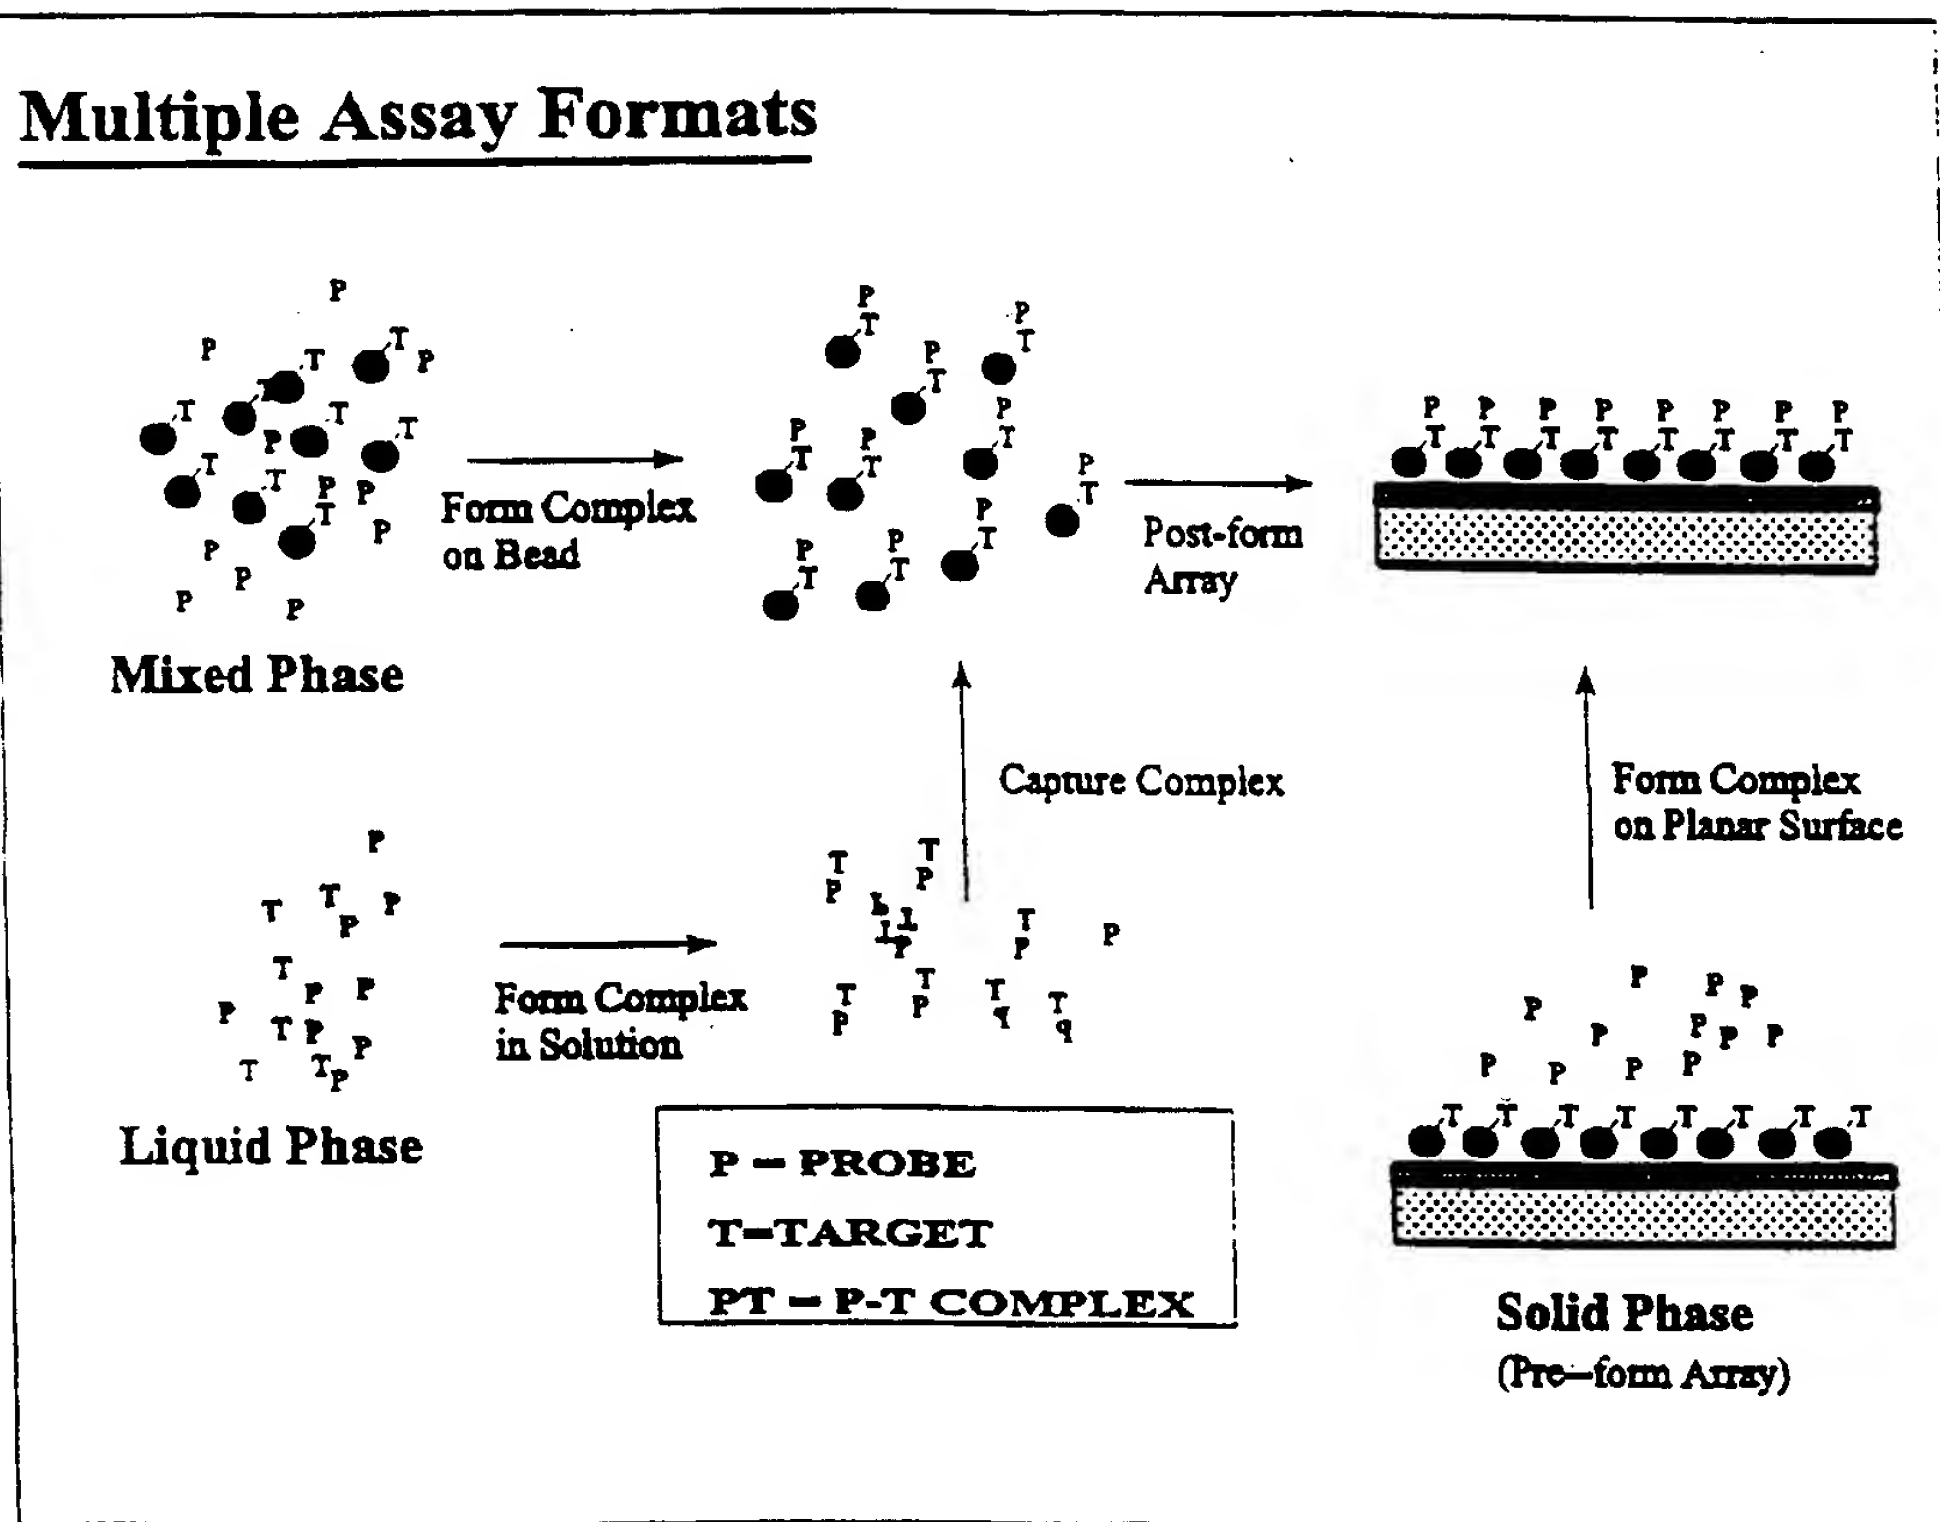 Multiple Assay Formats
P
P T P T P
T T P T P T
P T P T P T
P T P T P T P T P T P T P T P T
T T T T T P T P P
Form Complex
on Bead
Post-form
Array
P P P P P
Mixed Phase
Capture Complex
Form Complex
on Planar Surface
P T T P P
T P P P T P P T T P P
Form Complex
in Solution
T P T P T P T P T P T P P
P P P P P P P P P P P
T T T T T T T T
Liquid Phase
P = PROBE
T=TARGET
PT = P-T COMPLEX
Solid Phase
(Pre-form Array)